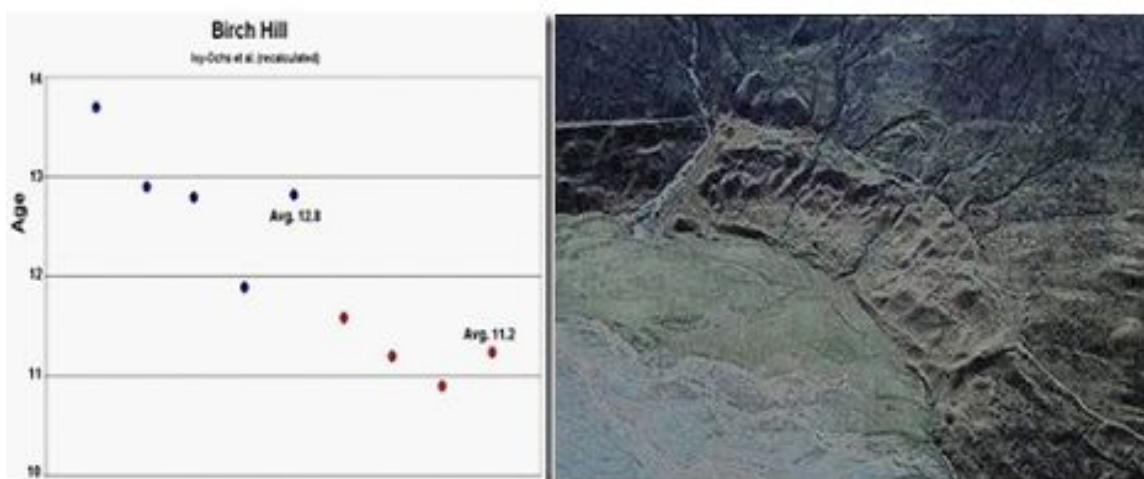 Birch Hill
Ivy-Ochs et al. (recalculated)
Age
14
13
Avg. 12.8
12
Avg. 11.2
11
10